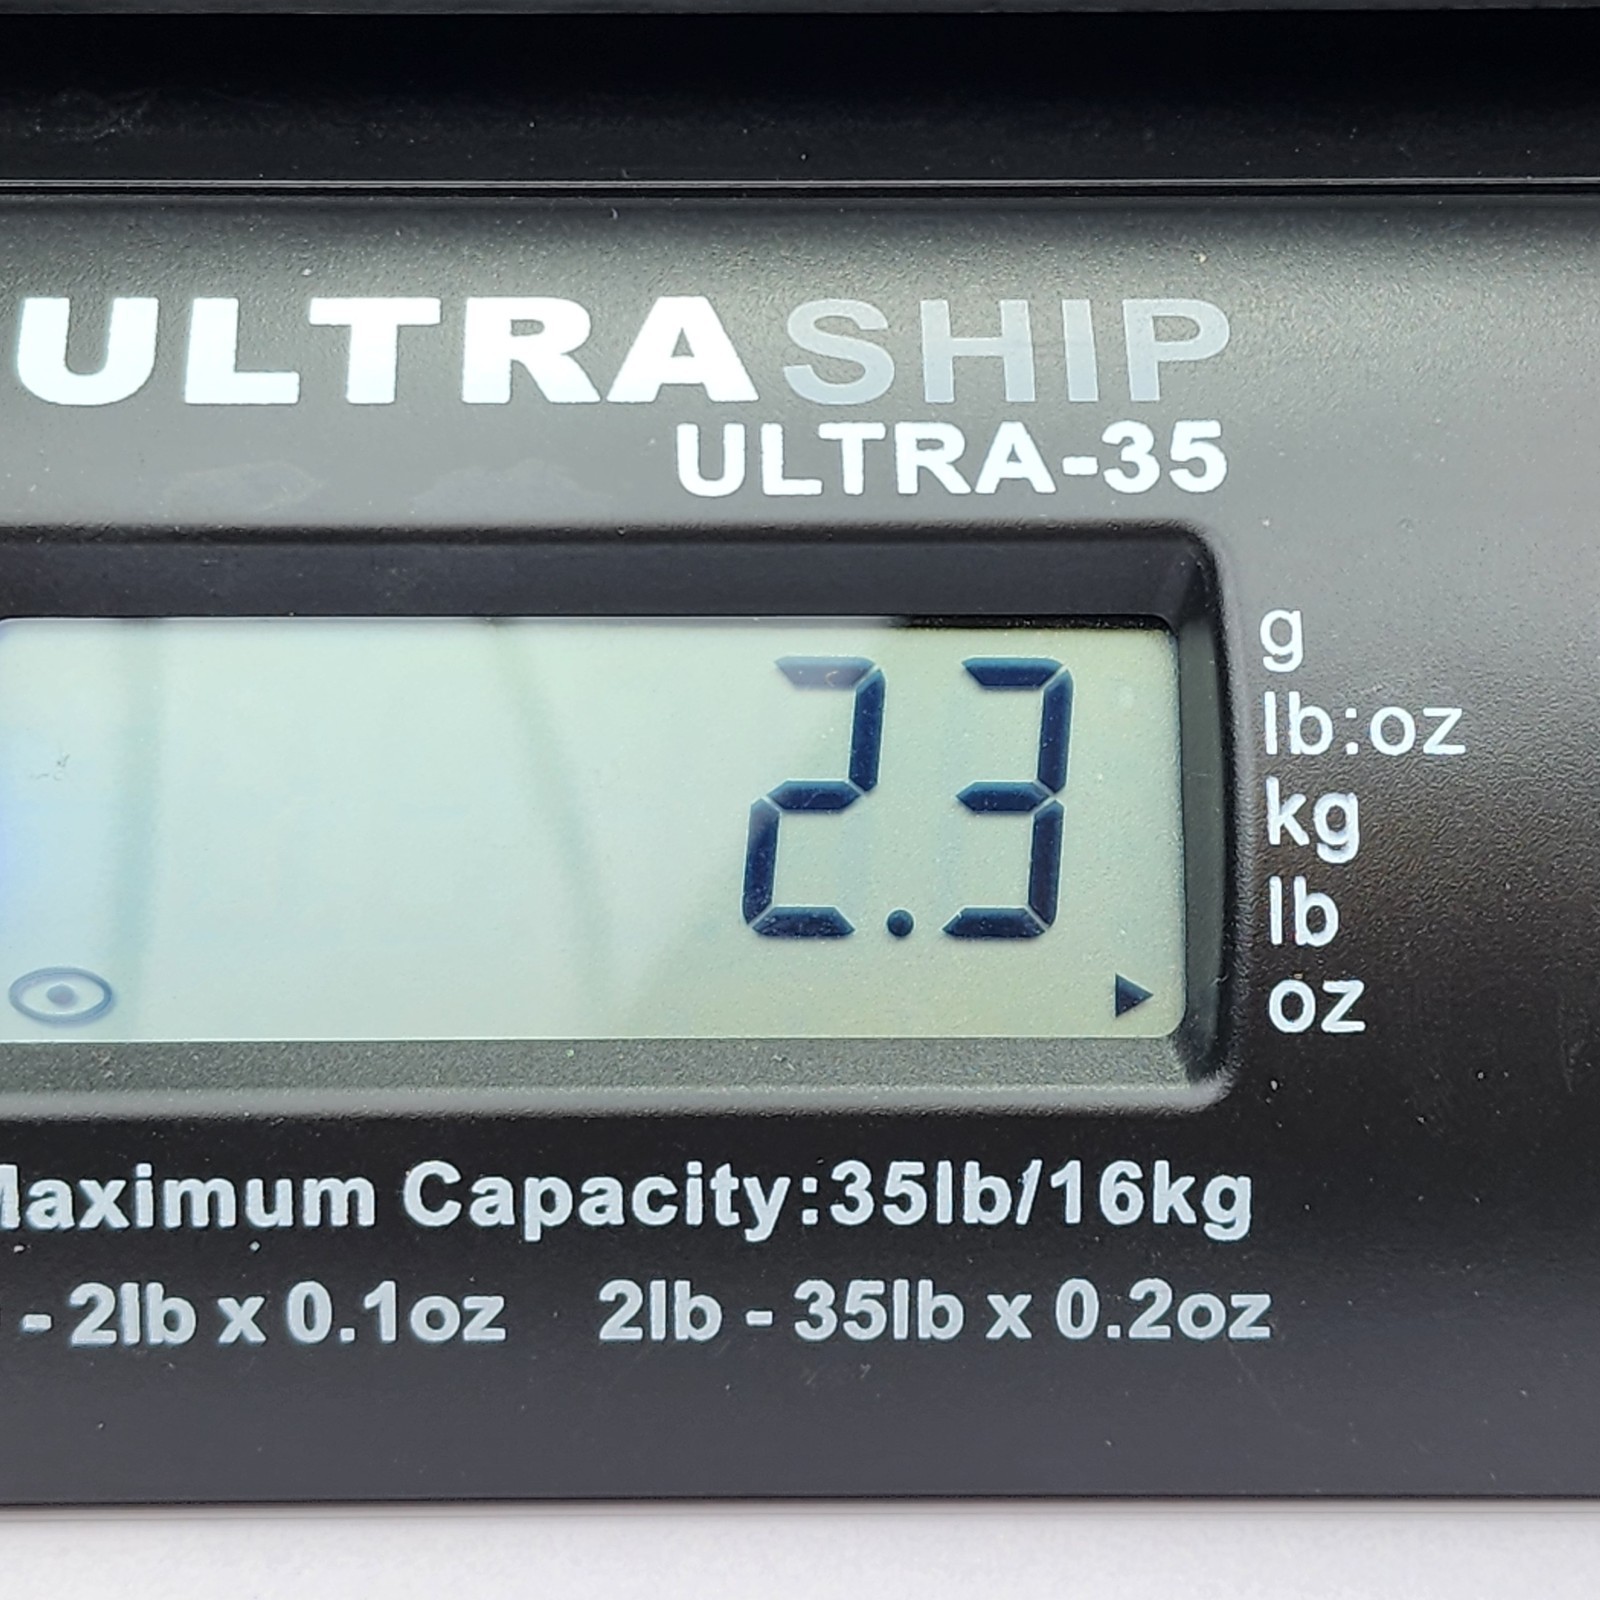 ULTRASHIP
ULTRA-35
g
lb:oz
kg
lb
oz
2.3
Maximum Capacity:35lb/16kg
- 2lb x 0.1oz 2lb - 35lb x 0.2oz